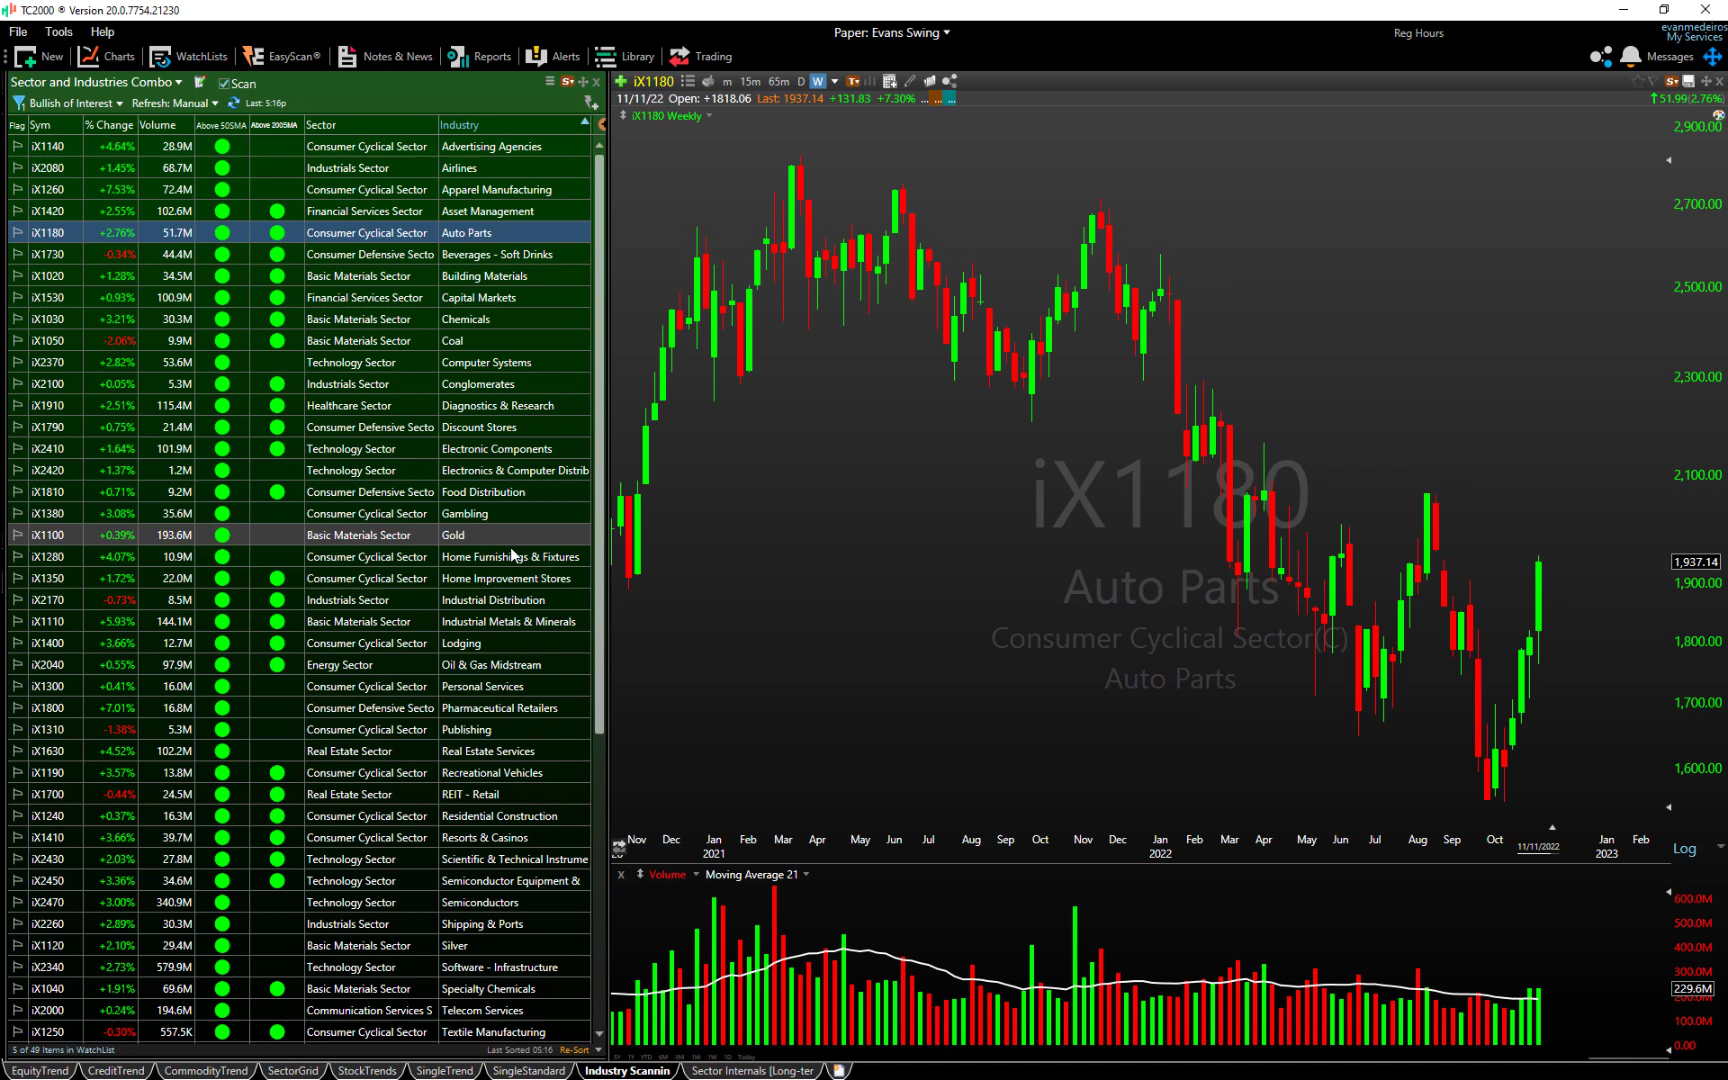 TC2000 ® Version 20.0.7754.21230
File Tools Help
Paper: Evans Swing
Reg Hours
evanmedeiros
My Services
New Charts WatchLists EasyScan® Notes & News Reports Alerts Library Trading
Messages
Sector and Industries Combo Scan
Bullish of Interest Refresh: Manual Last: 5:16p
Flag Sym % Change Volume Above 50SMA Above 200SMA Sector Industry
iX1140 +4.64% 28.9M Consumer Cyclical Sector Advertising Agencies
iX2080 +1.45% 68.7M Industrials Sector Airlines
iX1260 +7.53% 72.4M Consumer Cyclical Sector Apparel Manufacturing
iX1420 +2.55% 102.6M Financial Services Sector Asset Management
iX1180 +2.76% 51.7M Consumer Cyclical Sector Auto Parts
iX1730 -0.34% 44.4M Consumer Defensive Secto Beverages - Soft Drinks
iX1020 +1.28% 34.5M Basic Materials Sector Building Materials
iX1530 +0.93% 100.9M Financial Services Sector Capital Markets
iX1030 +3.21% 30.3M Basic Materials Sector Chemicals
iX1050 -2.06% 9.9M Basic Materials Sector Coal
iX2370 +2.82% 53.6M Technology Sector Computer Systems
iX2100 +0.05% 5.3M Industrials Sector Conglomerates
iX1910 +2.51% 115.4M Healthcare Sector Diagnostics & Research
iX1790 +0.75% 21.4M Consumer Defensive Secto Discount Stores
iX2410 +1.64% 101.9M Technology Sector Electronic Components
iX2420 +1.37% 1.2M Technology Sector Electronics & Computer Distrib
iX1810 +0.71% 9.2M Consumer Defensive Secto Food Distribution
iX1380 +3.08% 35.6M Consumer Cyclical Sector Gambling
iX1100 +0.39% 193.6M Basic Materials Sector Gold
iX1280 +4.07% 10.9M Consumer Cyclical Sector Home Furnishings & Fixtures
iX1350 +1.72% 22.0M Consumer Cyclical Sector Home Improvement Stores
iX2170 -0.73% 8.5M Industrials Sector Industrial Distribution
iX1110 +5.93% 144.1M Basic Materials Sector Industrial Metals & Minerals
iX1400 +3.66% 12.7M Consumer Cyclical Sector Lodging
iX2040 +0.55% 97.9M Energy Sector Oil & Gas Midstream
iX1300 +0.41% 16.0M Consumer Cyclical Sector Personal Services
iX1800 +7.01% 16.8M Consumer Defensive Secto Pharmaceutical Retailers
iX1310 -1.38% 5.3M Consumer Cyclical Sector Publishing
iX1630 +4.52% 102.2M Real Estate Sector Real Estate Services
iX1190 +3.57% 13.8M Consumer Cyclical Sector Recreational Vehicles
iX1700 -0.44% 24.5M Real Estate Sector REIT - Retail
iX1240 +0.37% 16.3M Consumer Cyclical Sector Residential Construction
iX1410 +3.66% 39.7M Consumer Cyclical Sector Resorts & Casinos
iX2430 +2.03% 27.8M Technology Sector Scientific & Technical Instrume
iX2450 +3.36% 34.6M Technology Sector Semiconductor Equipment &
iX2470 +3.00% 340.9M Technology Sector Semiconductors
iX2260 +2.89% 30.3M Industrials Sector Shipping & Ports
iX1120 +2.10% 29.4M Basic Materials Sector Silver
iX2340 +2.73% 579.9M Technology Sector Software - Infrastructure
iX1040 +1.91% 69.6M Basic Materials Sector Specialty Chemicals
iX2000 +0.24% 194.6M Communication Services S Telecom Services
iX1250 -0.30% 557.5K Consumer Cyclical Sector Textile Manufacturing
5 of 49 Items in WatchList Last Sorted 05:16 Re-Sort
iX1180 m 15m 65m D W
11/11/22 Open: +1818.06 Last: 1937.14 +131.83 +7.30% ...
51.99(2.76%)
iX1180 Weekly
2,900.00
2,700.00
2,500.00
2,300.00
2,100.00
1,937.14
1,900.00
1,800.00
1,700.00
1,600.00
iX1180
Auto Parts
Consumer Cyclical Sector(C)
Auto Parts
Nov Dec Jan Feb Mar Apr May Jun Jul Aug Sep Oct Nov Dec Jan Feb Mar Apr May Jun Jul Aug Sep Oct 11/11/2022 Jan Feb
2021 2022 2023
Log
X Volume Moving Average 21
600.0M
500.0M
400.0M
300.0M
229.6M
100.0M
0.00
5Y 1Y YTD 6M 3M 1M 1W 1D Today
EquityTrend CreditTrend CommodityTrend SectorGrid StockTrends SingleTrend SingleStandard Industry Scannin Sector Internals [Long-ter